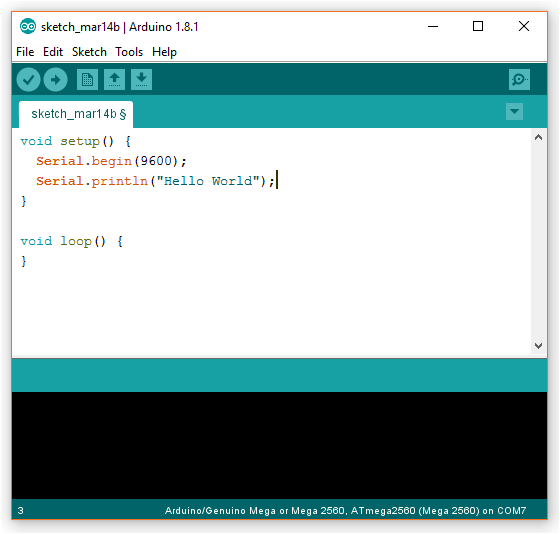 sketch_mar14b | Arduino 1.8.1
File Edit Sketch Tools Help
sketch_mar14b §
void setup() {
  Serial.begin(9600);
  Serial.println("Hello World");
}

void loop() {
}
3 Arduino/Genuino Mega or Mega 2560, ATmega2560 (Mega 2560) on COM7